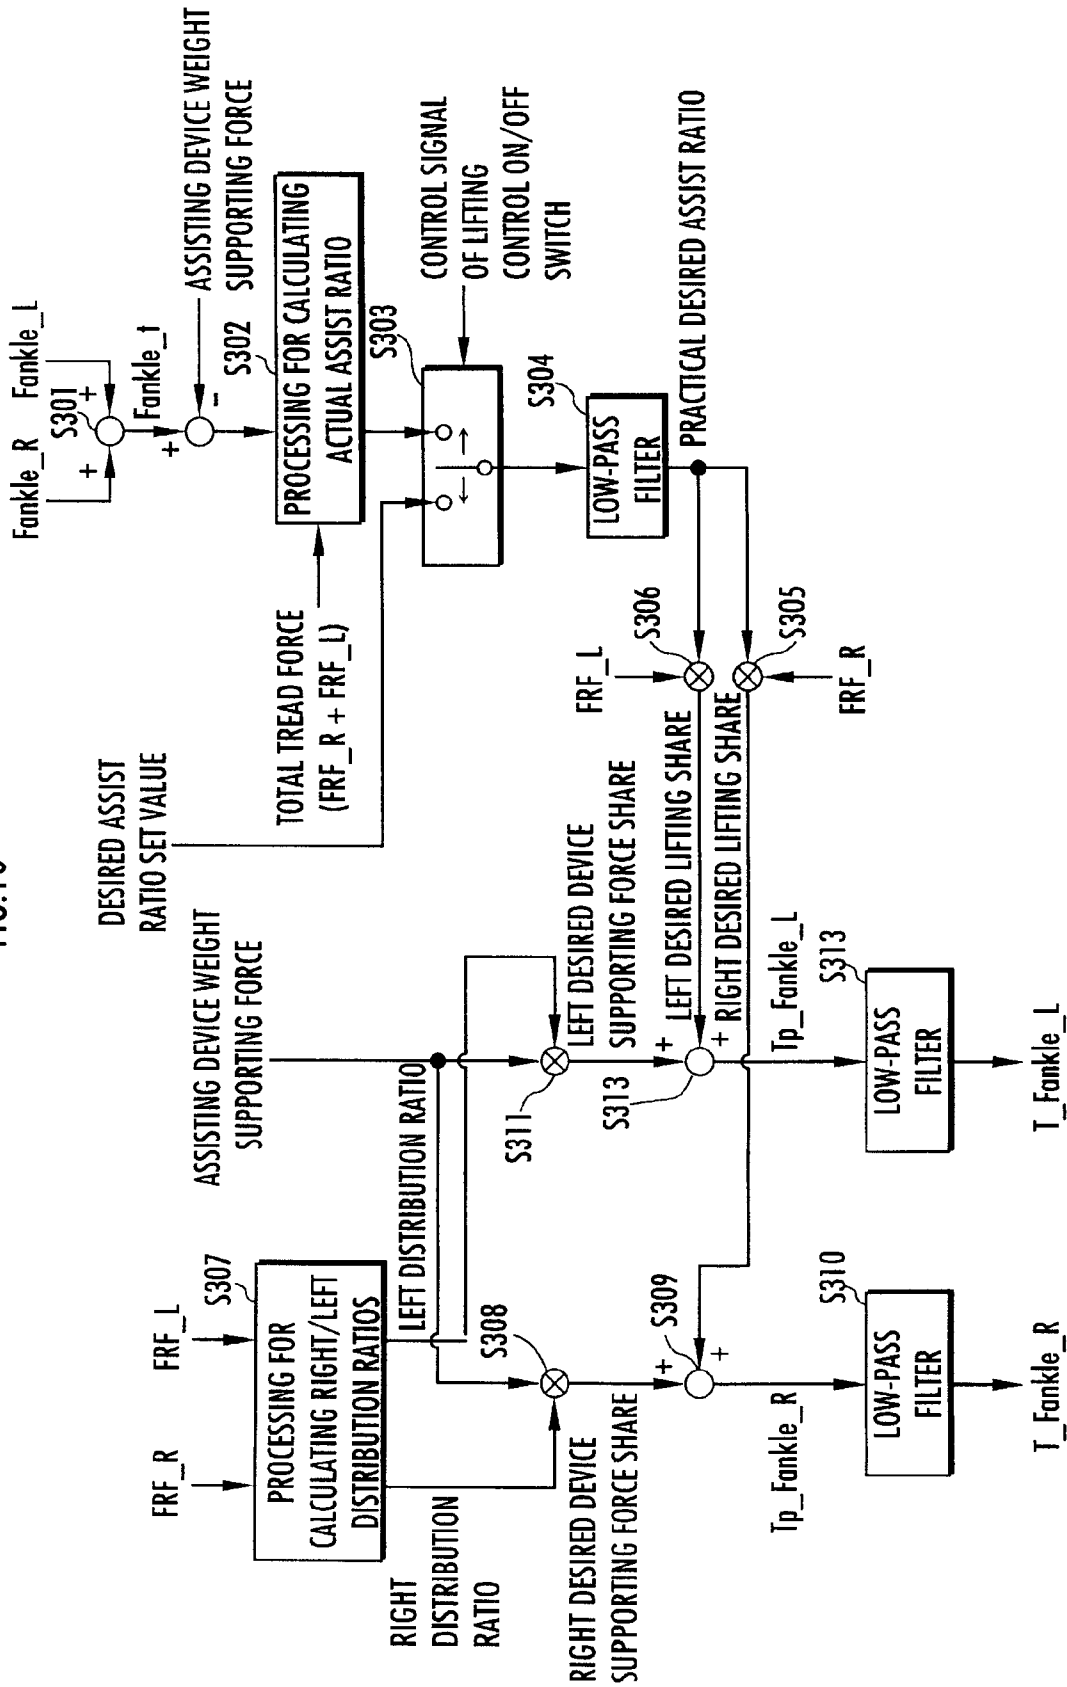 Fankle_R
Fankle_L
S301
+
+
Fankle_t
+
-
ASSISTING DEVICE WEIGHT
SUPPORTING FORCE
S302
PROCESSING FOR CALCULATING
ACTUAL ASSIST RATIO
TOTAL TREAD FORCE
(FRF_R + FRF_L)
DESIRED ASSIST
RATIO SET VALUE
S303
CONTROL SIGNAL
OF LIFTING
CONTROL ON/OFF
SWITCH
S304
LOW-PASS
FILTER
PRACTICAL DESIRED ASSIST RATIO
FRF_L
S306
S305
FRF_R
LEFT DESIRED LIFTING SHARE
RIGHT DESIRED LIFTING SHARE
FRF_R
FRF_L
S307
PROCESSING FOR
CALCULATING RIGHT/LEFT
DISTRIBUTION RATIOS
ASSISTING DEVICE WEIGHT
SUPPORTING FORCE
LEFT DISTRIBUTION RATIO
RIGHT
DISTRIBUTION
RATIO
S308
S311
RIGHT DESIRED DEVICE
SUPPORTING FORCE SHARE
LEFT DESIRED DEVICE
SUPPORTING FORCE SHARE
+
S309
+
+
S313
+
Tp_Fankle_R
Tp_Fankle_L
S310
LOW-PASS
FILTER
S313
LOW-PASS
FILTER
T_Fankle_R
T_Fankle_L